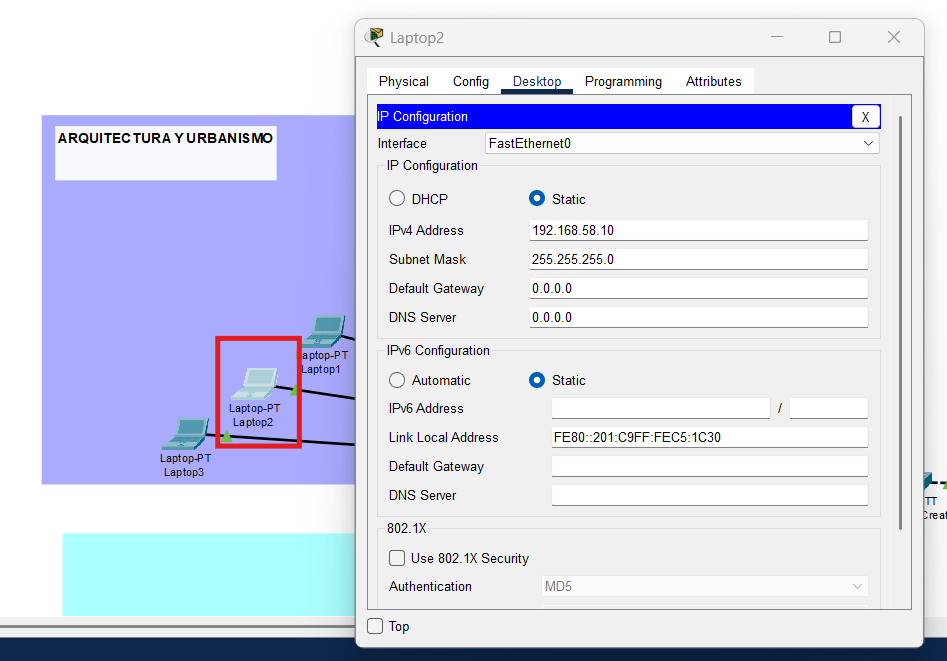 Laptop2
Physical Config Desktop Programming Attributes
IP Configuration X
Interface FastEthernet0
IP Configuration
DHCP Static
IPv4 Address 192.168.58.10
Subnet Mask 255.255.255.0
Default Gateway 0.0.0.0
DNS Server 0.0.0.0
IPv6 Configuration
Automatic Static
IPv6 Address /
Link Local Address FE80::201:C9FF:FEC5:1C30
Default Gateway
DNS Server
802.1X
Use 802.1X Security
Authentication MD5
Top
ARQUITECTURA Y URBANISMO
Laptop-PT
Laptop1
Laptop-PT
Laptop2
Laptop-PT
Laptop3
TT
Creat